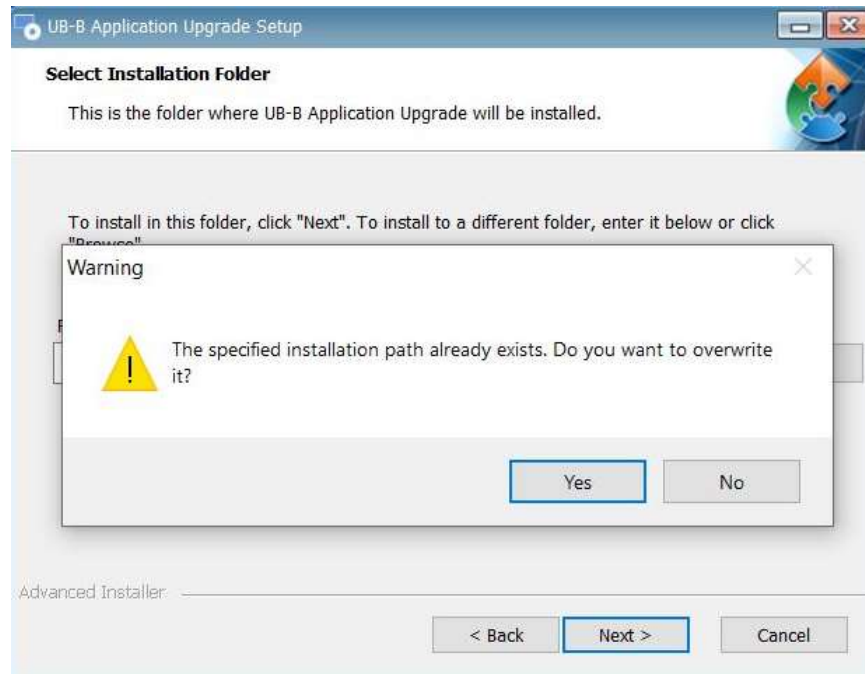 UB-B Application Upgrade Setup
Select Installation Folder
This is the folder where UB-B Application Upgrade will be installed.
To install in this folder, click "Next". To install to a different folder, enter it below or click
"Browse"
Warning
The specified installation path already exists. Do you want to overwrite
it?
Yes No
Advanced Installer
< Back Next > Cancel